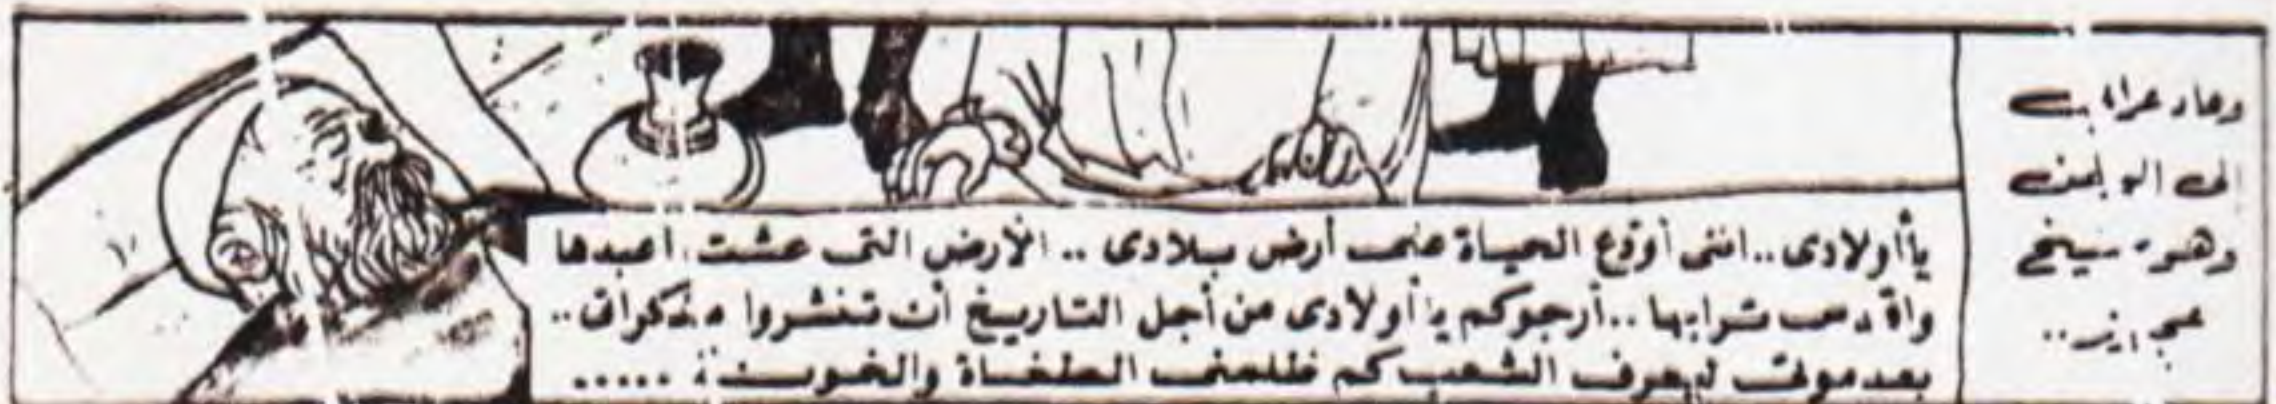 وعاد عرابى
الى الوطن
وهو شيخ
عجوز..
يا أولادى.. اننى أودع الحياة على أرض بلادى .. الأرض التى عشت أعبدها
وأقدس ترابها ..أرجوكم يا أولادى من أجل التاريخ أن تنشروا مذكراتى..
بعد موتى ليعرف الشعب كم ظلمنى الطغاة والخونة .....